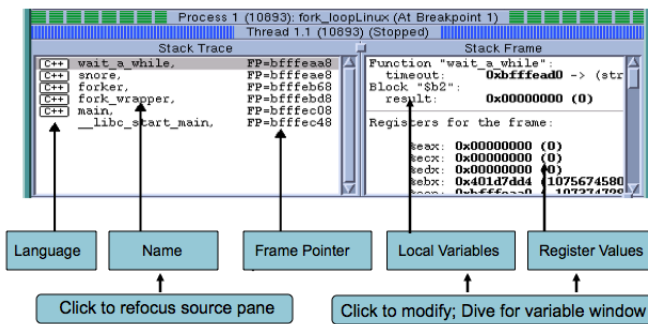 Process 1 (10893): fork_loopLinux (At Breakpoint 1)
Thread 1.1 (10893) (Stopped)
Stack Trace
C++ wait_a_while, FP=bfffeaa8
C++ snore, FP=bfffeae8
C++ forker, FP=bfffeb68
C++ fork_wrapper, FP=bfffebd8
C++ main, FP=bfffec08
__libc_start_main, FP=bfffec48
Stack Frame
Function "wait_a_while":
timeout: 0xbfffead0 -> (str
Block "$b2":
result: 0x00000000 (0)
Registers for the frame:
%eax: 0x00000000 (0)
%ecx: 0x00000000 (0)
%edx: 0x00000000 (0)
%ebx: 0x401d7dd4 (1075674580
Language
Name
Frame Pointer
Local Variables
Register Values
Click to refocus source pane
Click to modify; Dive for variable window